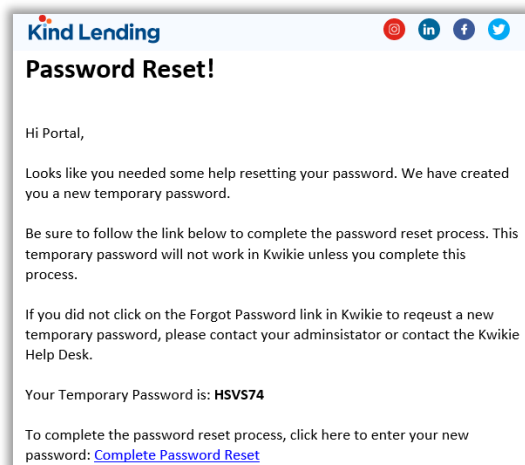 Kind Lending
Password Reset!
Hi Portal,
Looks like you needed some help resetting your password. We have created
you a new temporary password.
Be sure to follow the link below to complete the password reset process. This
temporary password will not work in Kwikie unless you complete this
process.
If you did not click on the Forgot Password link in Kwikie to reqeust a new
temporary password, please contact your adminsistator or contact the Kwikie
Help Desk.
Your Temporary Password is: HSVS74
To complete the password reset process, click here to enter your new
password: Complete Password Reset